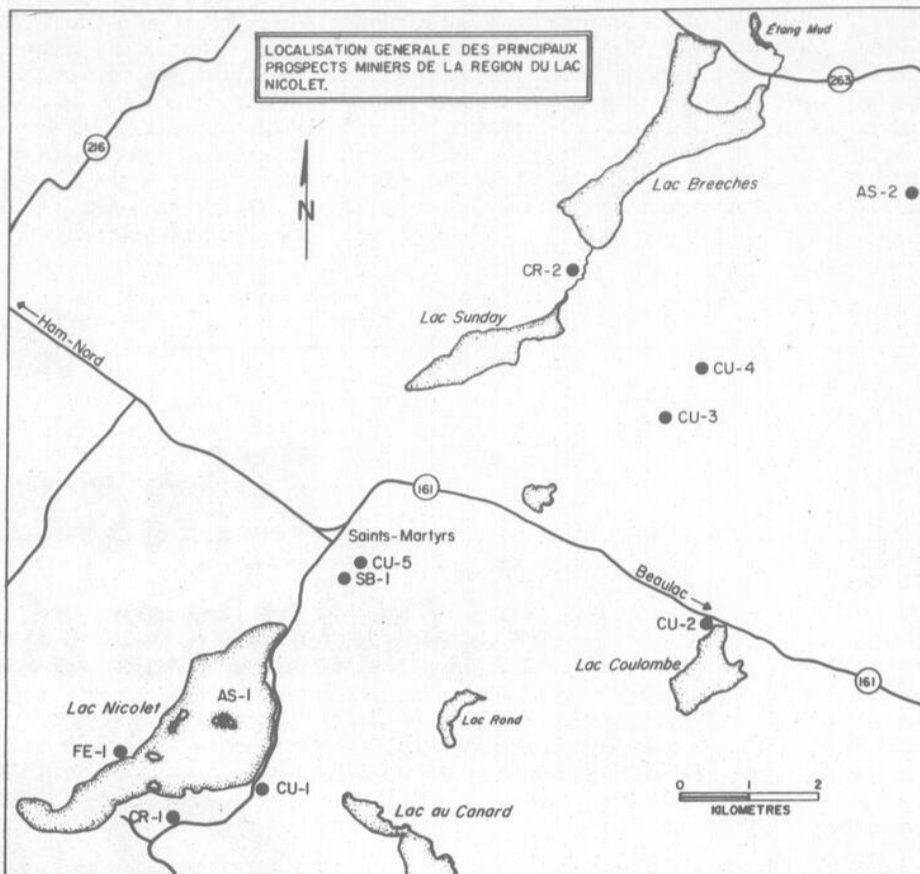 LOCALISATION GENERALE DES PRINCIPAUX
PROSPECTS MINIERS DE LA REGION DU LAC
NICOLET.
Étang Mud
263
216
N
Lac Breeches
AS-2
CR-2
Lac Sunday
Ham-Nord
CU-4
CU-3
161
Saints-Martyrs
CU-5
SB-1
Beaulac
CU-2
Lac Coulombe
161
AS-1
Lac Nicolet
Lac Rond
FE-1
CU-1
CR-1
Lac au Canard
0 1 2
KILOMETRES